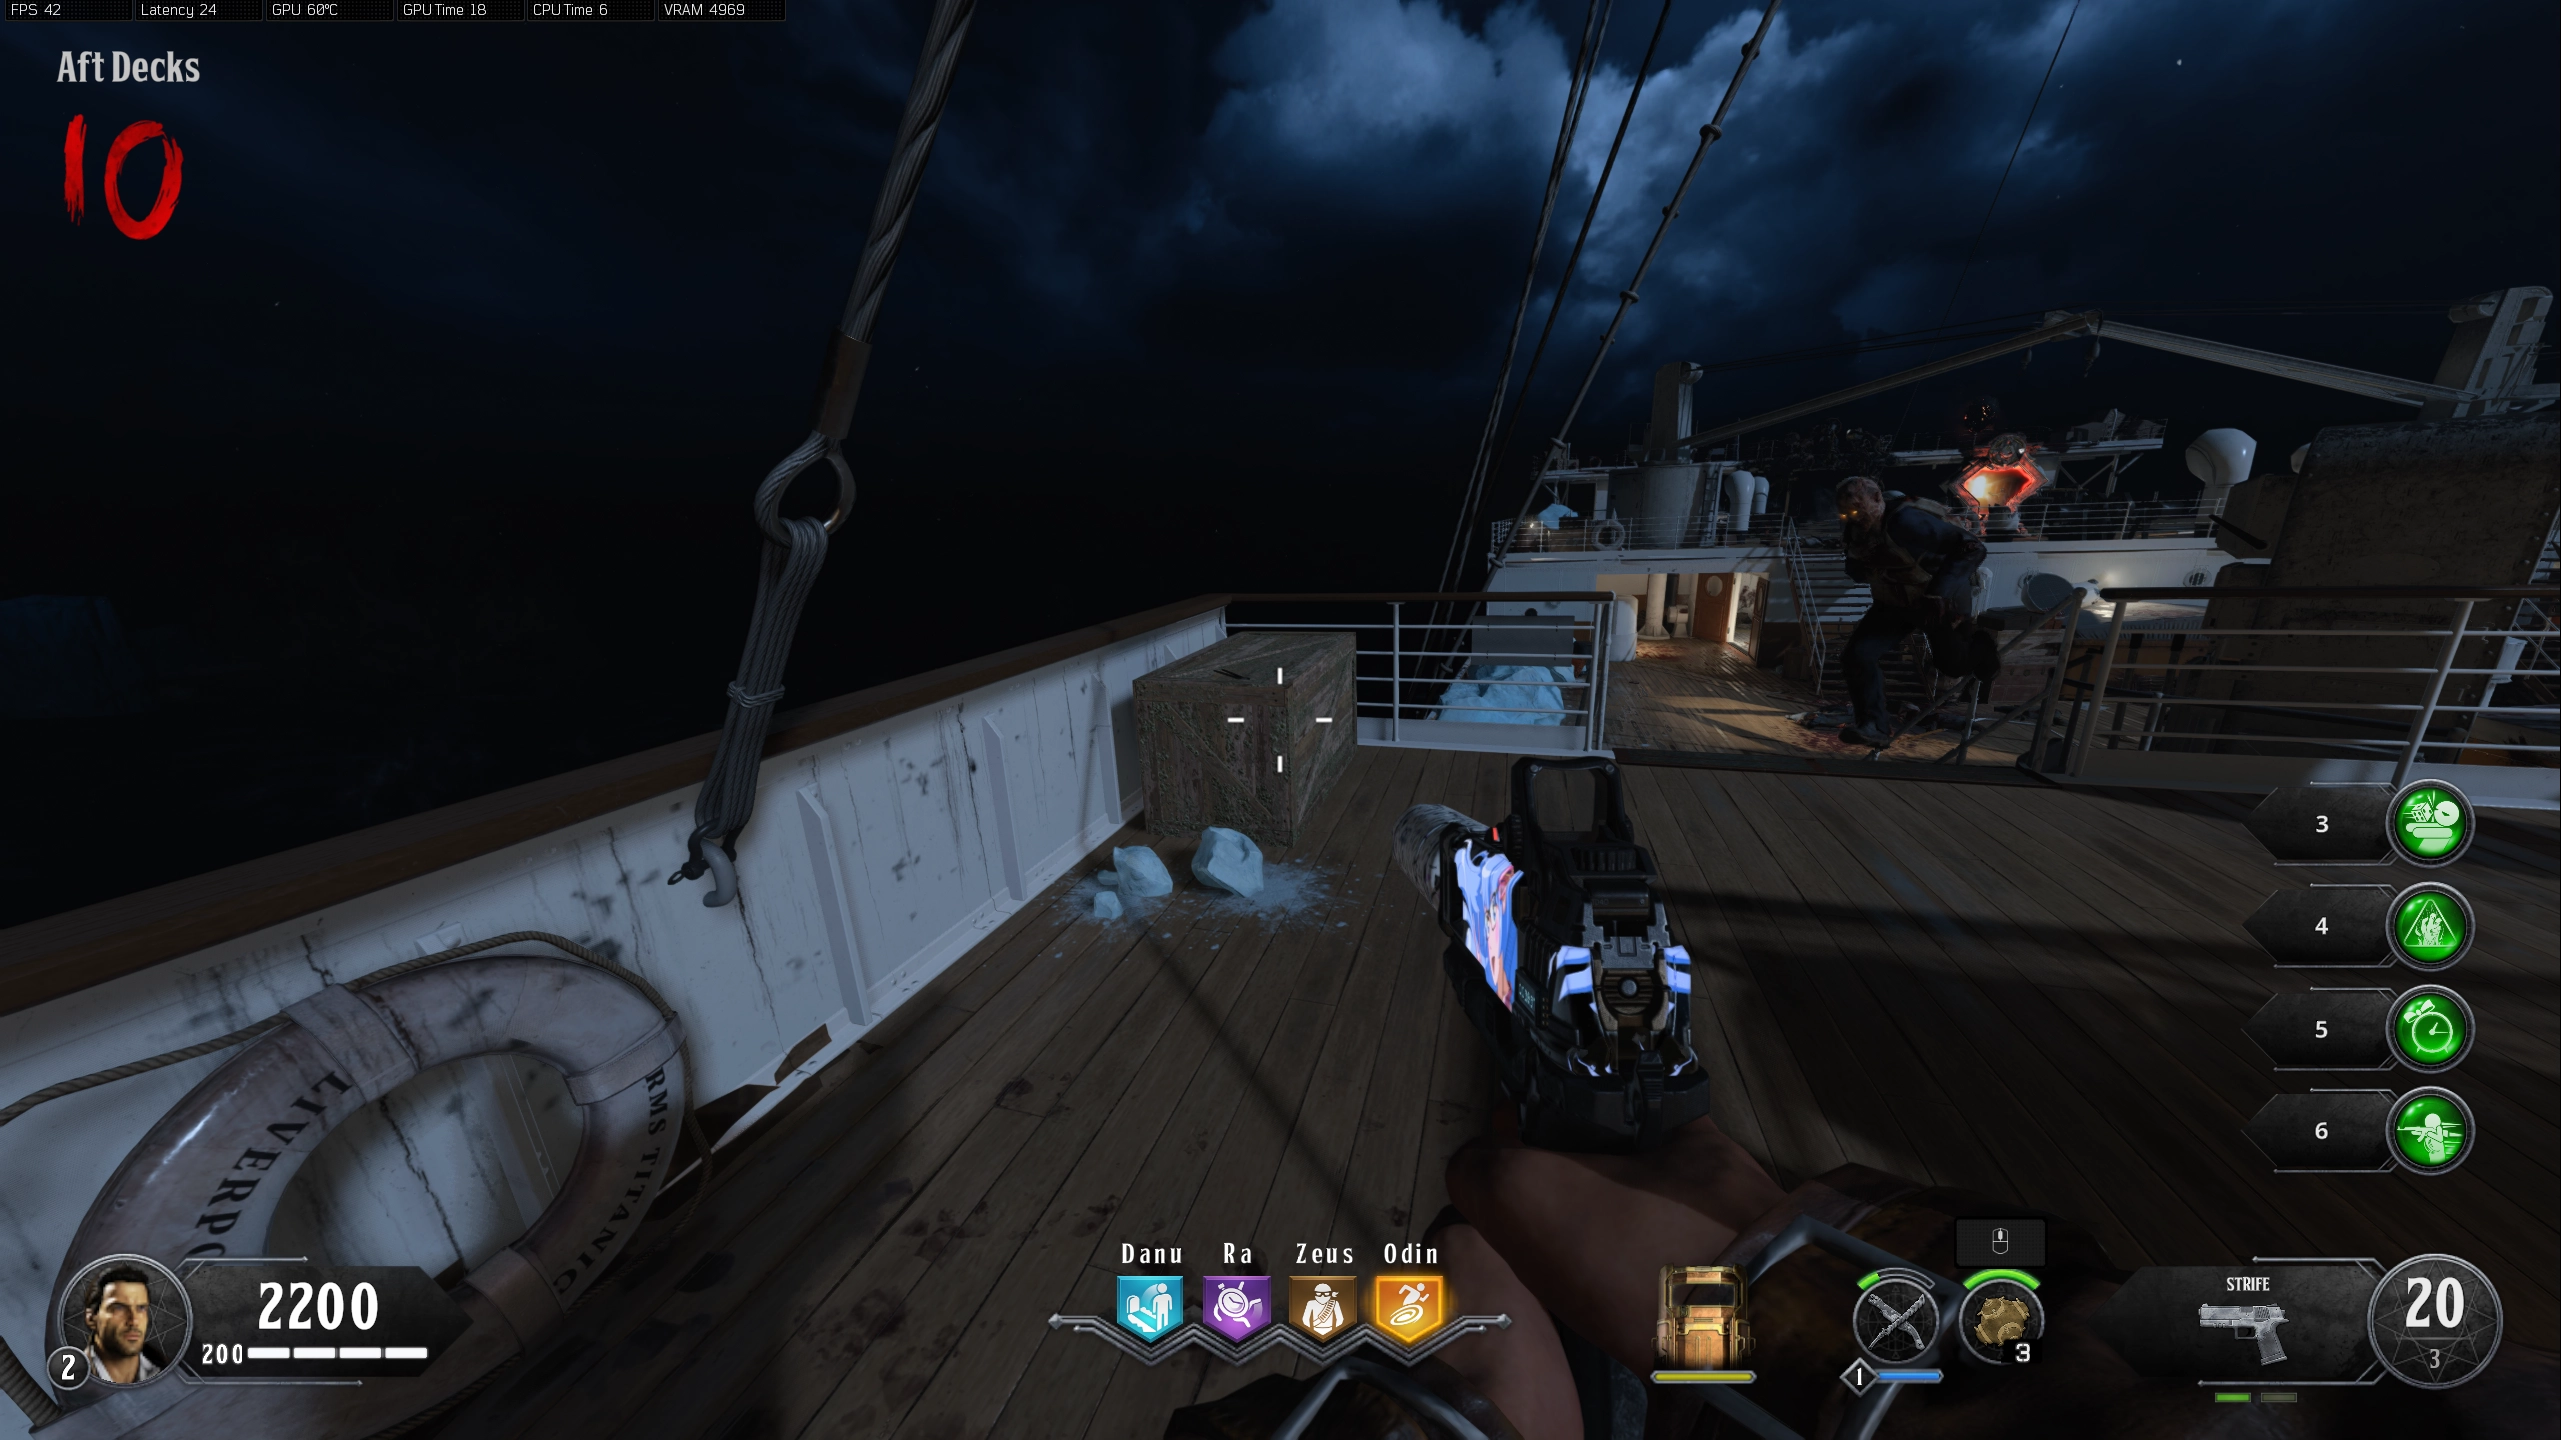 FPS 42 Latency 24 GPU 60°C GPU Time 18 CPU Time 6 VRAM 4969
Aft Decks
10
3
4
5
6
LIVERPO
RMS TITANIC
Danu Ra Zeus Odin
2200
200
2
1
3
STRIFE
20
3